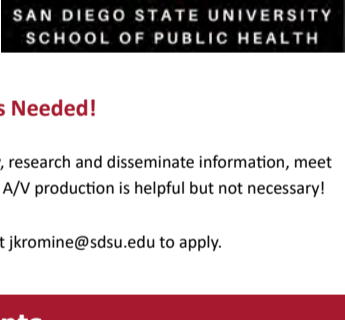 SAN DIEGO STATE UNIVERSITY
SCHOOL OF PUBLIC HEALTH
Needed!
, research and disseminate information, meet
A/V production is helpful but not necessary!
jkromine@sdsu.edu to apply.